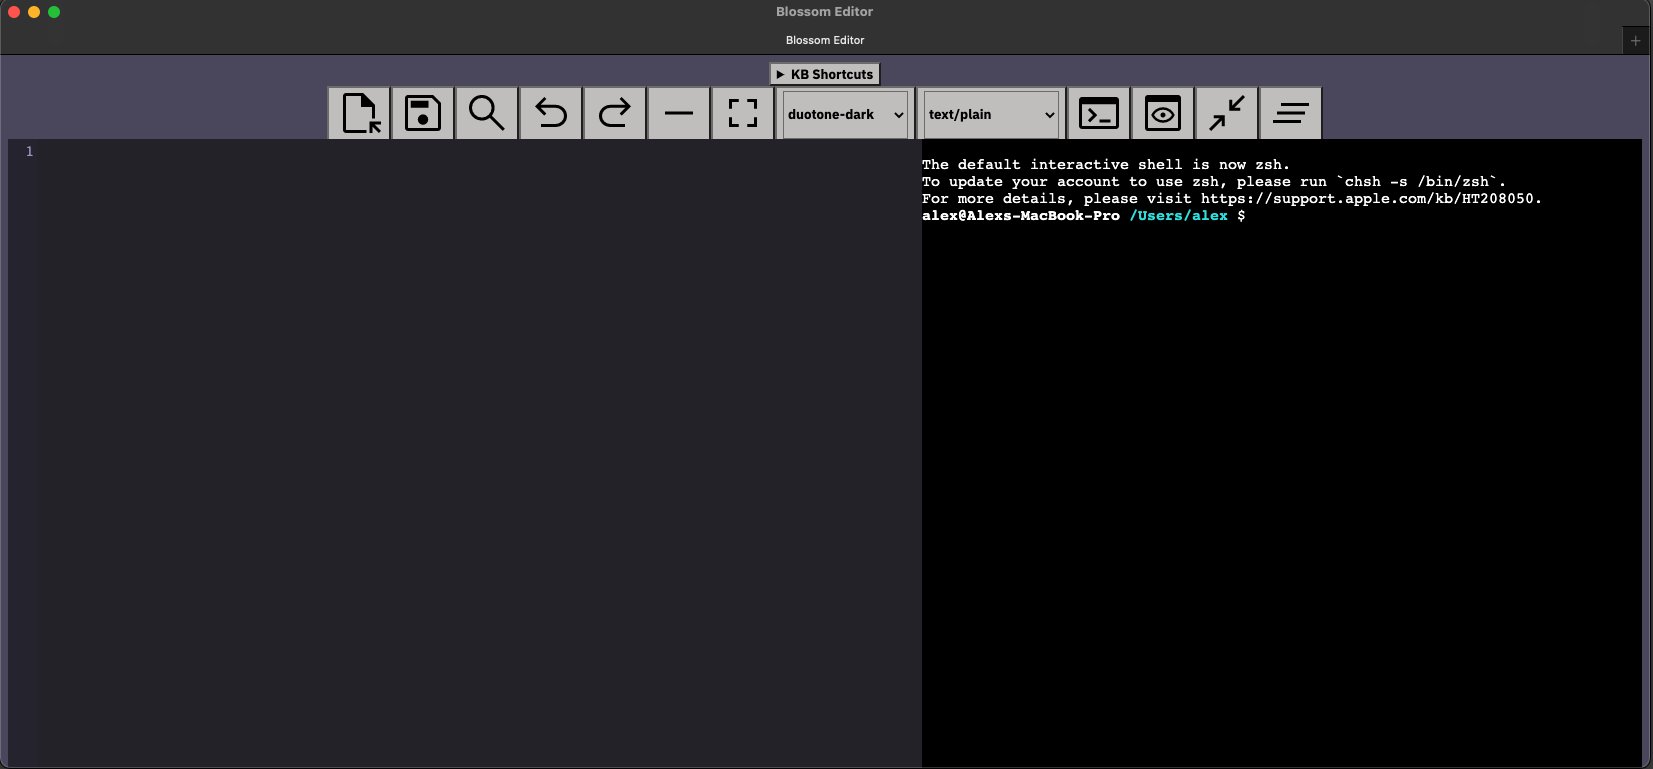 Blossom Editor
Blossom Editor
+
▶ KB Shortcuts
duotone-dark
text/plain
1
The default interactive shell is now zsh.
To update your account to use zsh, please run `chsh -s /bin/zsh`.
For more details, please visit https://support.apple.com/kb/HT208050.
alex@Alexs-MacBook-Pro /Users/alex $